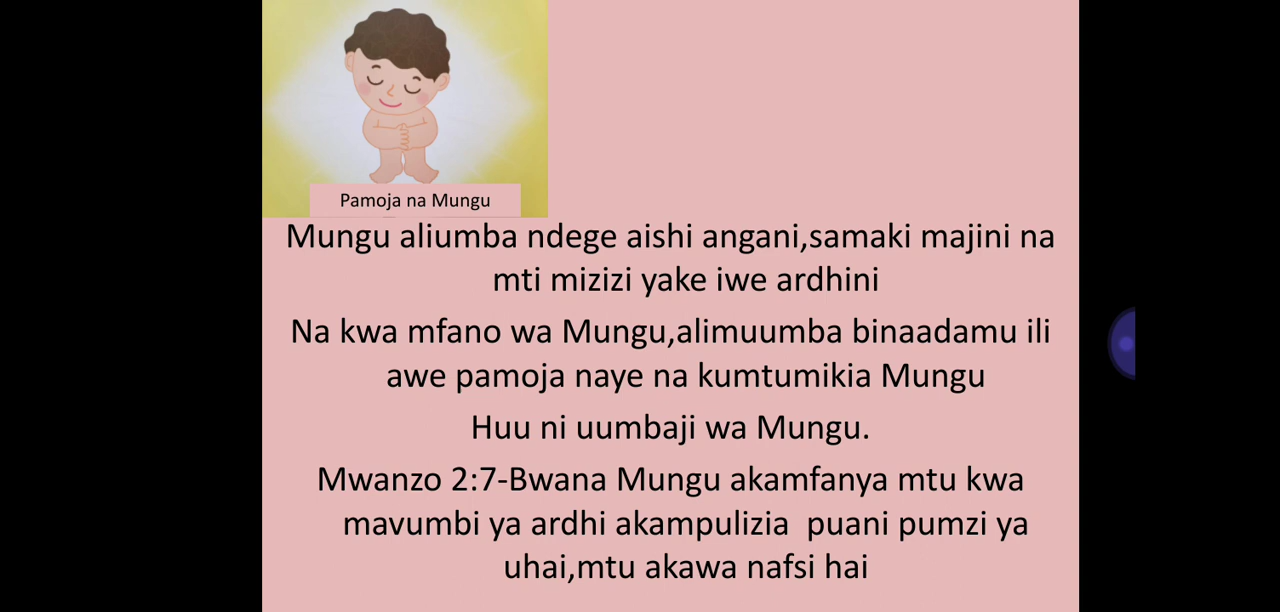 Pamoja na Mungu
Mungu aliumba ndege aishi angani,samaki majini na
mti mizizi yake iwe ardhini
Na kwa mfano wa Mungu,alimuumba binaadamu ili
awe pamoja naye na kumtumikia Mungu
Huu ni uumbaji wa Mungu.
Mwanzo 2:7-Bwana Mungu akamfanya mtu kwa
mavumbi ya ardhi akampulizia  puani pumzi ya
uhai,mtu akawa nafsi hai